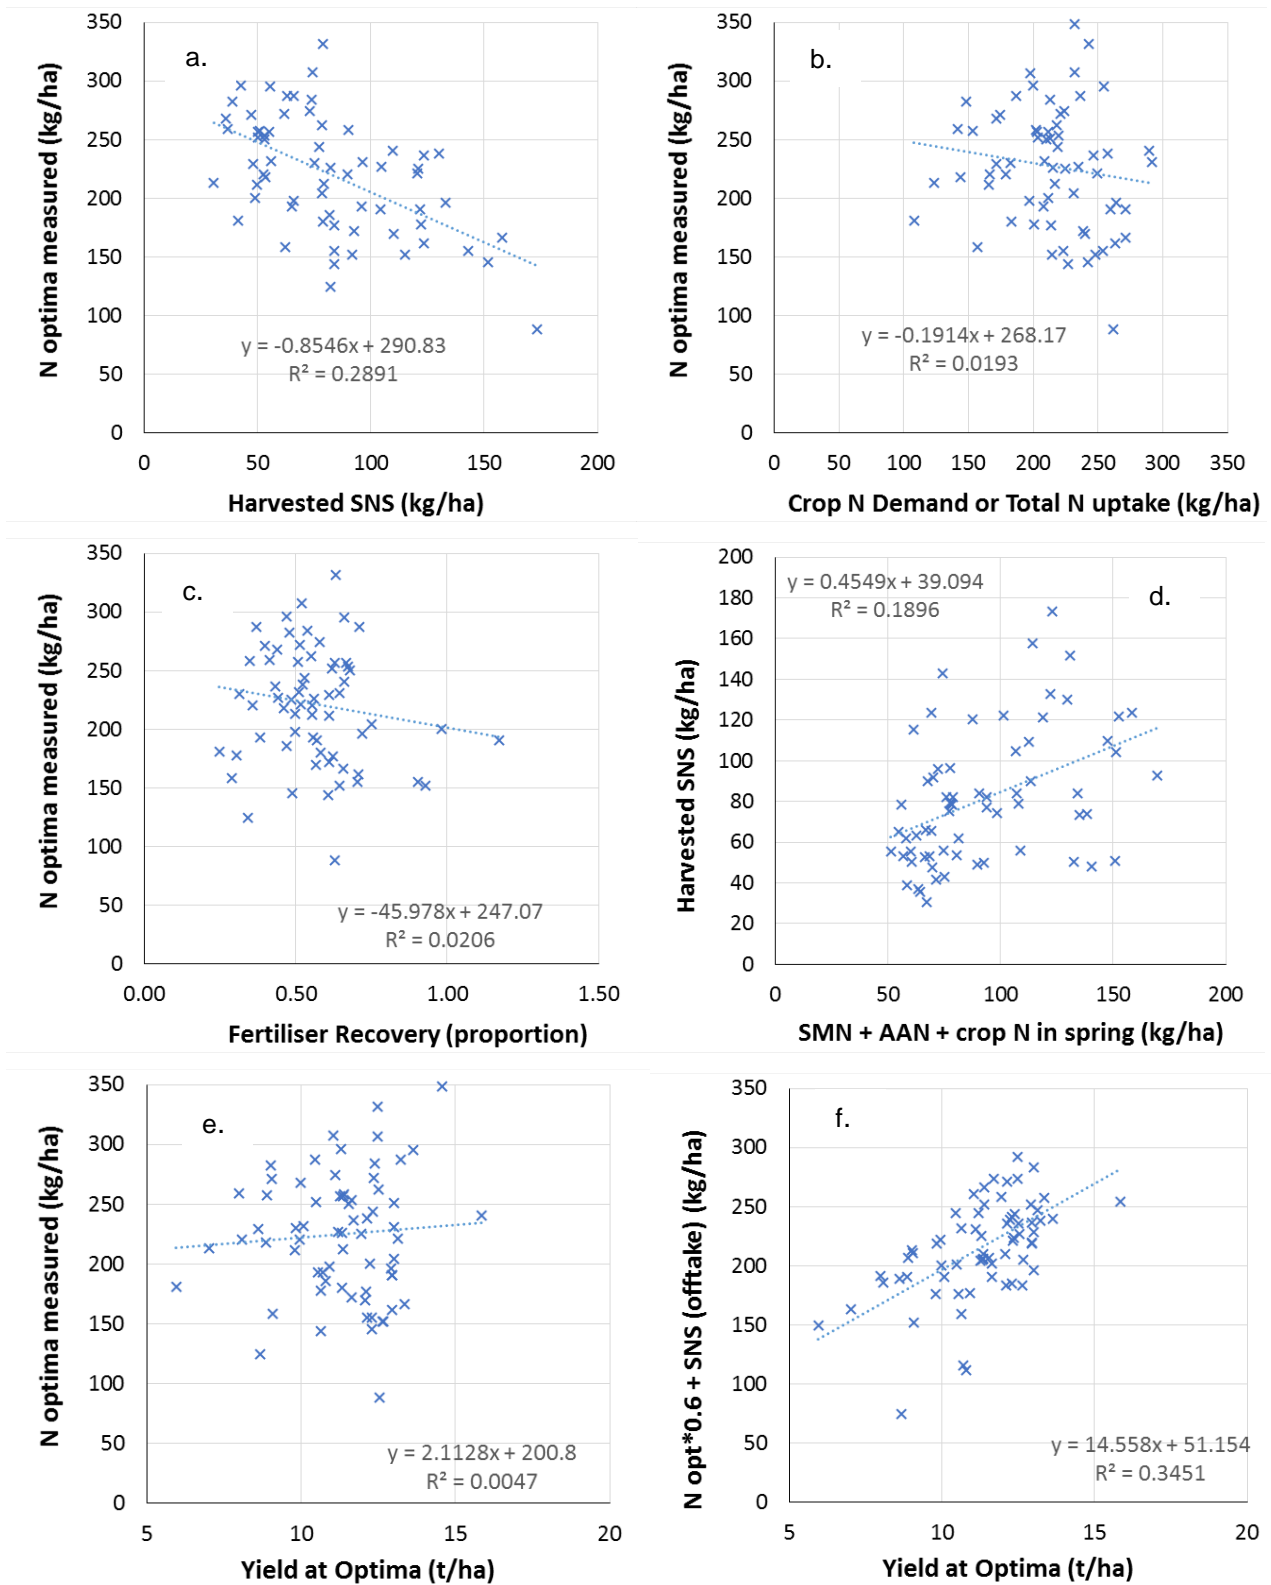 350
300
250
200
150
100
50
0
a.
N optima measured (kg/ha)
y = -0.8546x + 290.83
R² = 0.2891
0 50 100 150 200
Harvested SNS (kg/ha)
350
300
250
200
150
100
50
0
b.
N optima measured (kg/ha)
y = -0.1914x + 268.17
R² = 0.0193
0 50 100 150 200 250 300 350
Crop N Demand or Total N uptake (kg/ha)
350
300
250
200
150
100
50
0
c.
N optima measured (kg/ha)
y = -45.978x + 247.07
R² = 0.0206
0.00 0.50 1.00 1.50
Fertiliser Recovery (proportion)
200
180
160
140
120
100
80
60
40
20
0
y = 0.4549x + 39.094
R² = 0.1896
d.
Harvested SNS (kg/ha)
0 50 100 150 200
SMN + AAN + crop N in spring (kg/ha)
350
300
250
200
150
100
50
0
e.
N optima measured (kg/ha)
y = 2.1128x + 200.8
R² = 0.0047
5 10 15 20
Yield at Optima (t/ha)
350
300
250
200
150
100
50
0
f.
N opt*0.6 + SNS (offtake) (kg/ha)
y = 14.558x + 51.154
R² = 0.3451
5 10 15 20
Yield at Optima (t/ha)